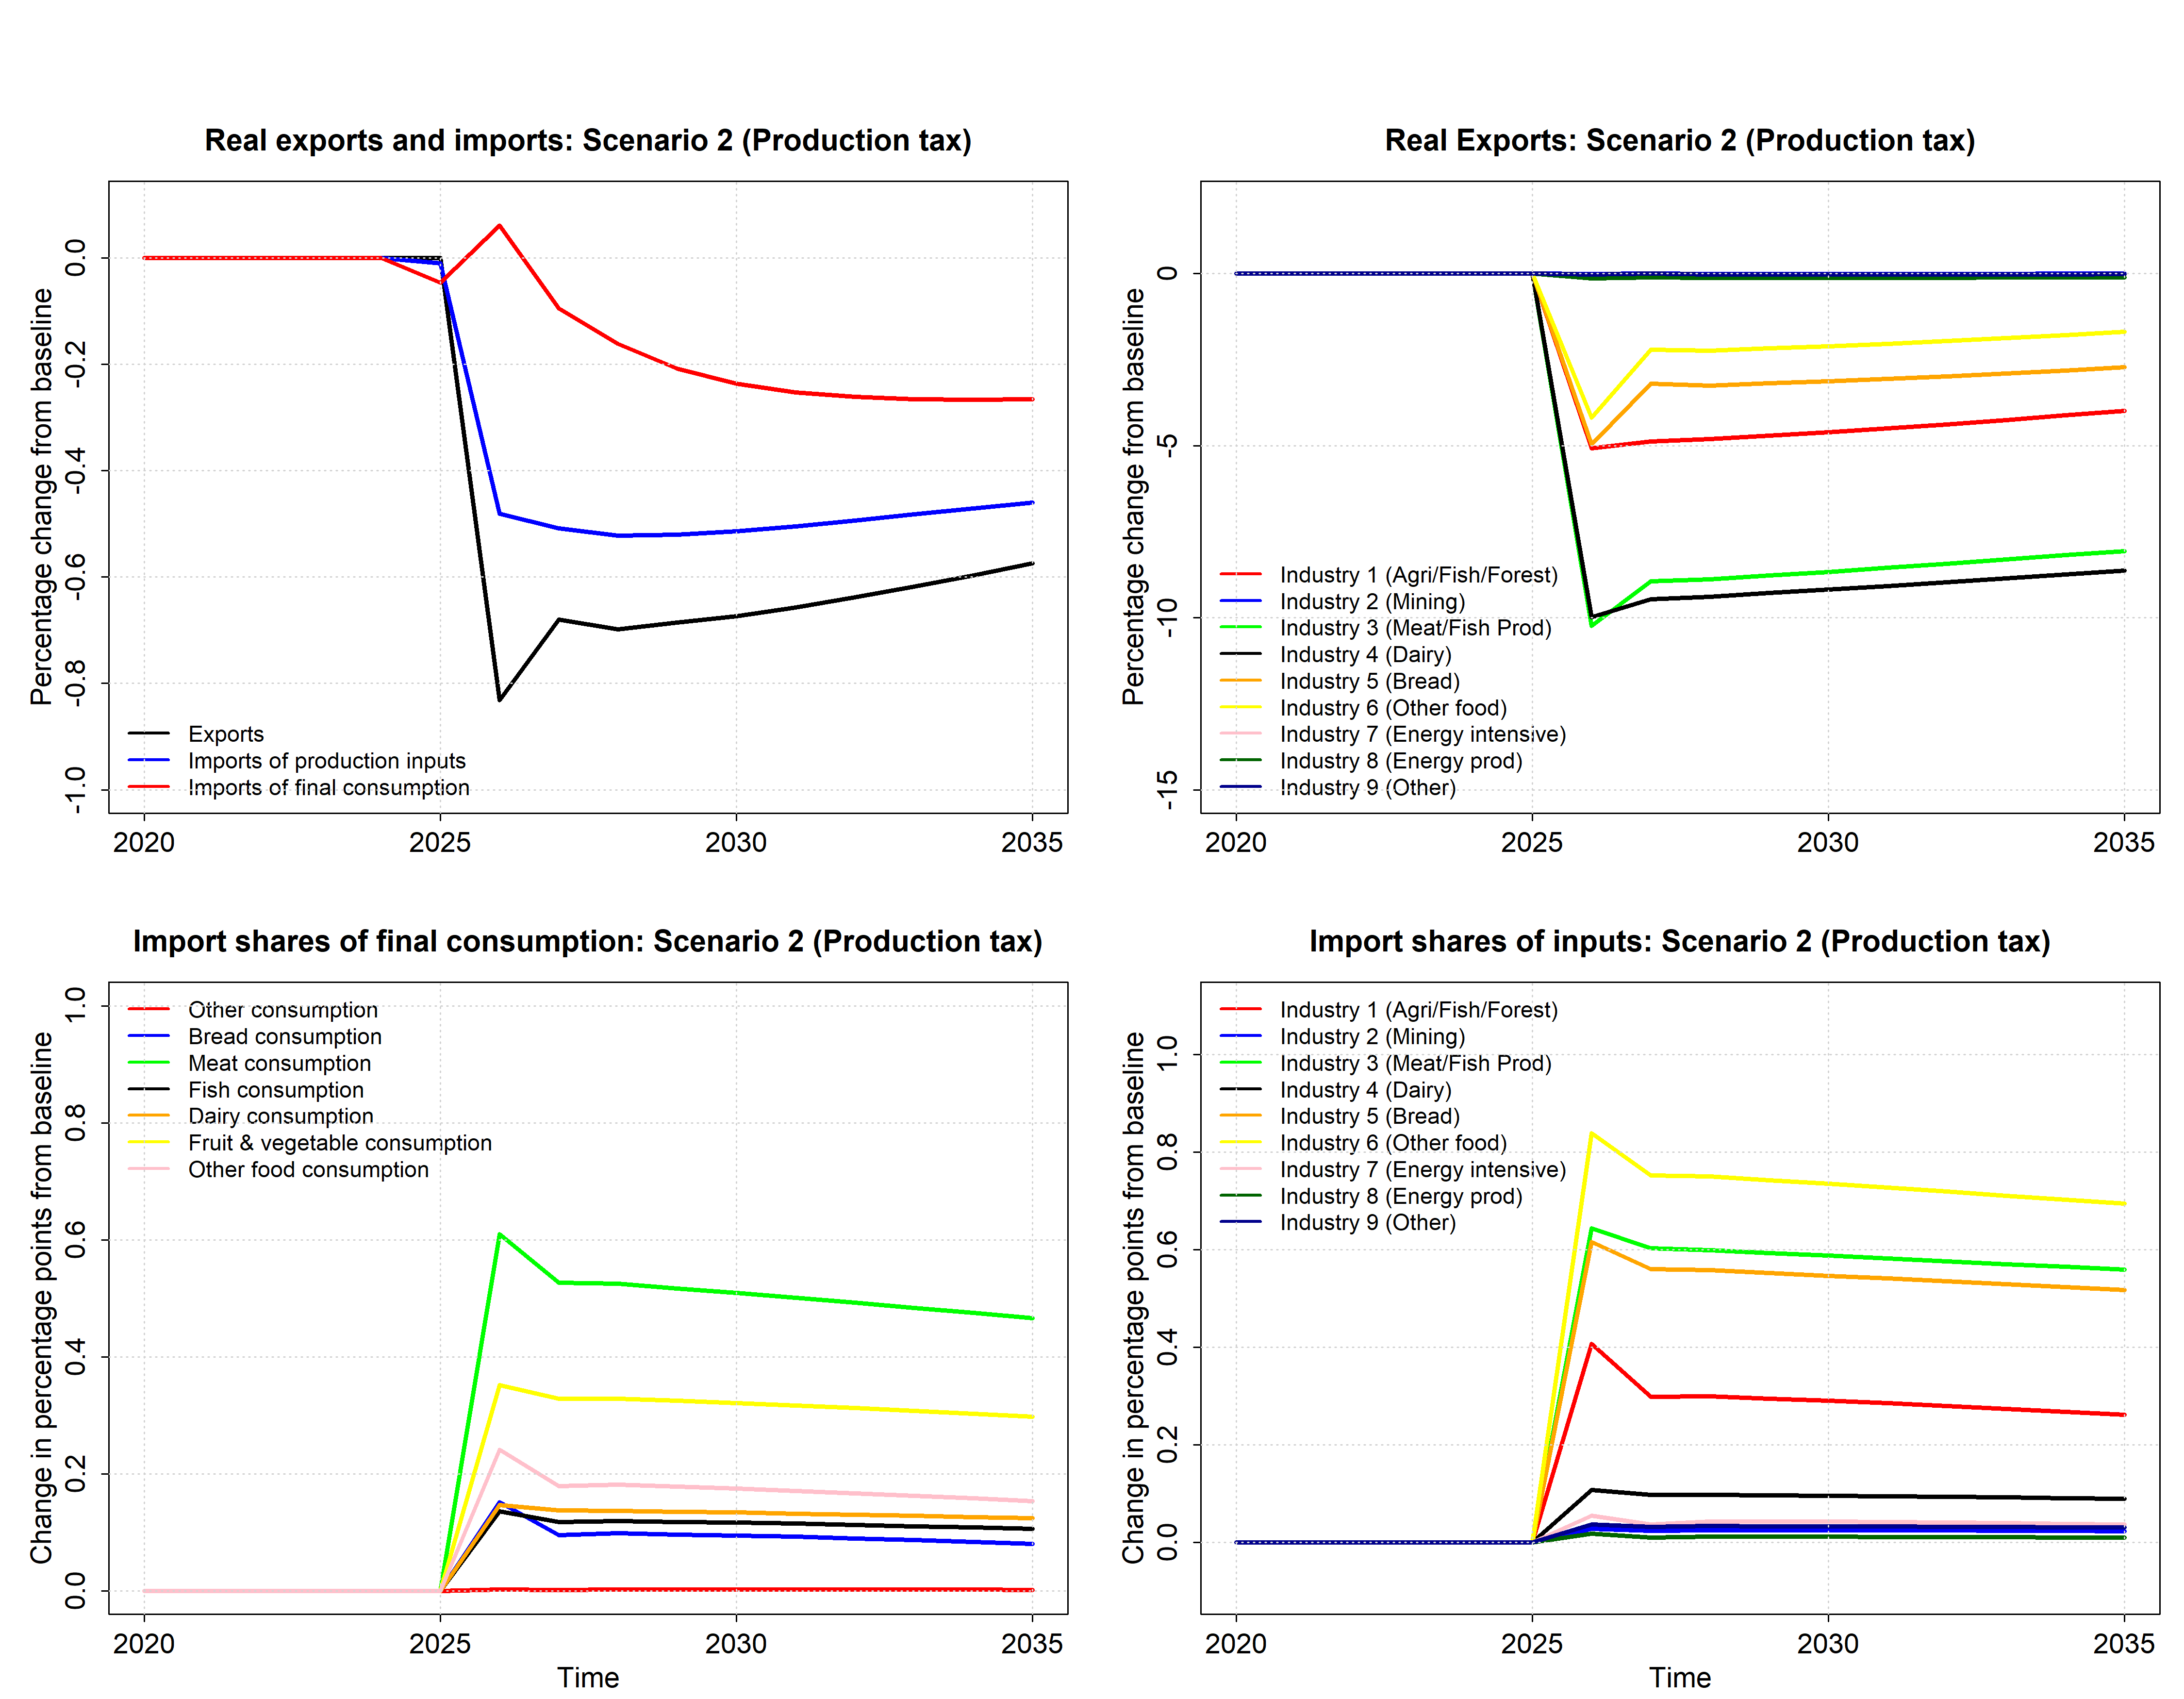 Real exports and imports: Scenario 2 (Production tax)
Percentage change from baseline
0.0
-0.2
-0.4
-0.6
-0.8
-1.0
Exports
Imports of production inputs
Imports of final consumption
2020
2025
2030
2035
Real Exports: Scenario 2 (Production tax)
Percentage change from baseline
0
-5
-10
-15
Industry 1 (Agri/Fish/Forest)
Industry 2 (Mining)
Industry 3 (Meat/Fish Prod)
Industry 4 (Dairy)
Industry 5 (Bread)
Industry 6 (Other food)
Industry 7 (Energy intensive)
Industry 8 (Energy prod)
Industry 9 (Other)
2020
2025
2030
2035
Import shares of final consumption: Scenario 2 (Production tax)
Change in percentage points from baseline
1.0
0.8
0.6
0.4
0.2
0.0
Other consumption
Bread consumption
Meat consumption
Fish consumption
Dairy consumption
Fruit & vegetable consumption
Other food consumption
2020
2025
2030
2035
Time
Import shares of inputs: Scenario 2 (Production tax)
Change in percentage points from baseline
1.0
0.8
0.6
0.4
0.2
0.0
Industry 1 (Agri/Fish/Forest)
Industry 2 (Mining)
Industry 3 (Meat/Fish Prod)
Industry 4 (Dairy)
Industry 5 (Bread)
Industry 6 (Other food)
Industry 7 (Energy intensive)
Industry 8 (Energy prod)
Industry 9 (Other)
2020
2025
2030
2035
Time